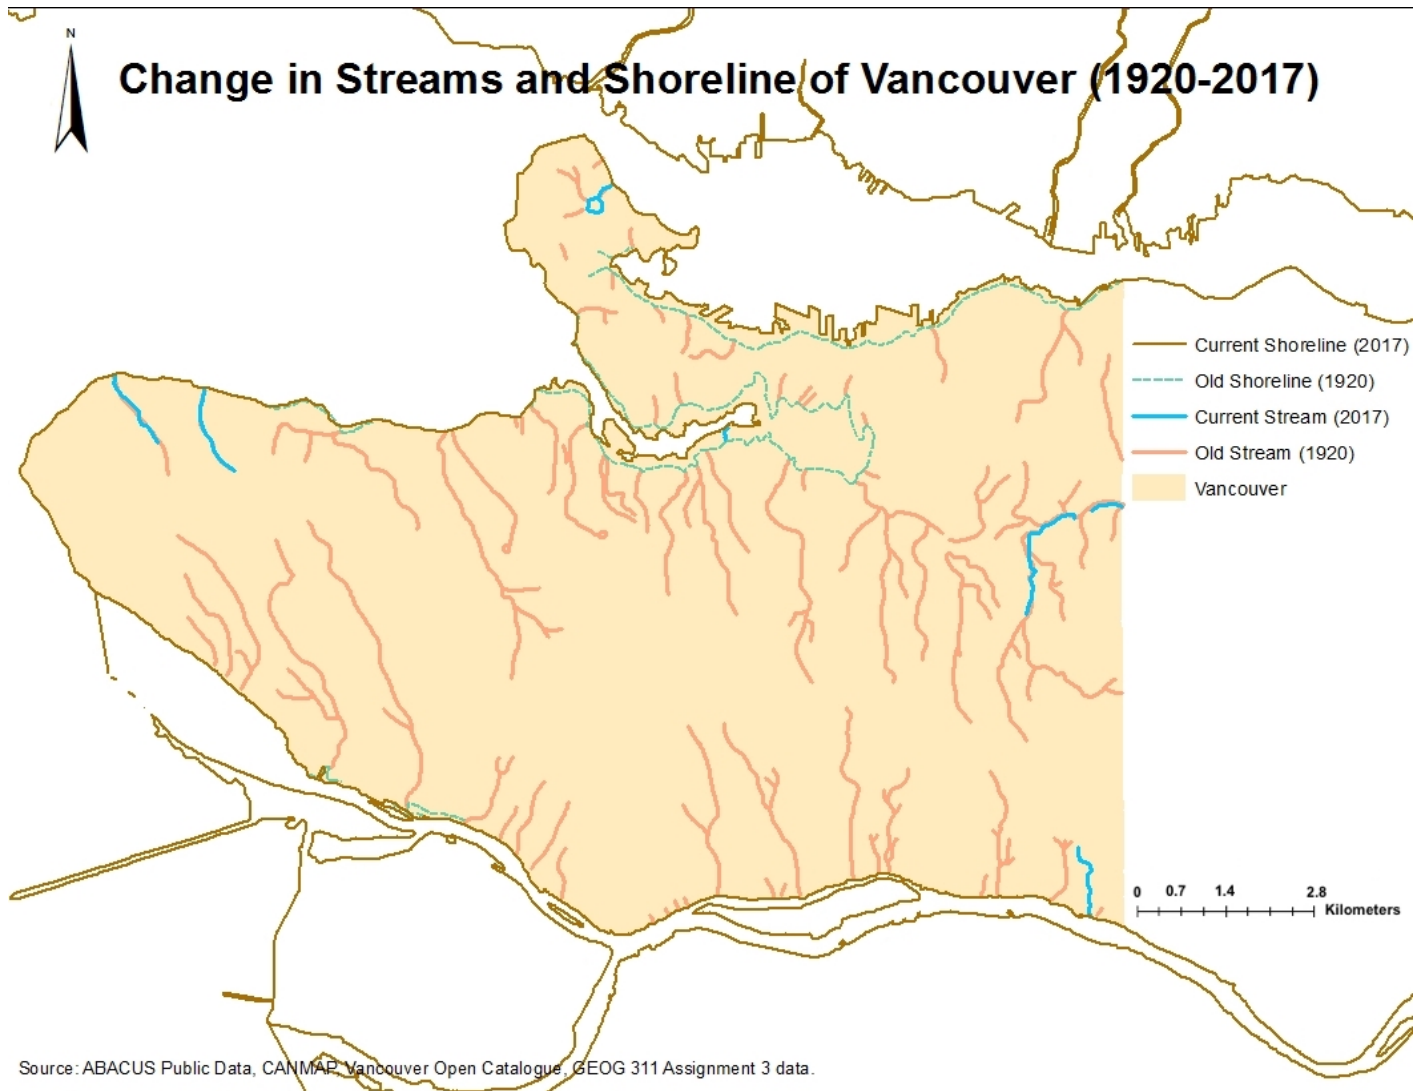 N
Change in Streams and Shoreline of Vancouver (1920-2017)
Current Shoreline (2017)
Old Shoreline (1920)
Current Stream (2017)
Old Stream (1920)
Vancouver
0 0.7 1.4 2.8
Kilometers
Source: ABACUS Public Data, CANMAP, Vancouver Open Catalogue, GEOG 311 Assignment 3 data.